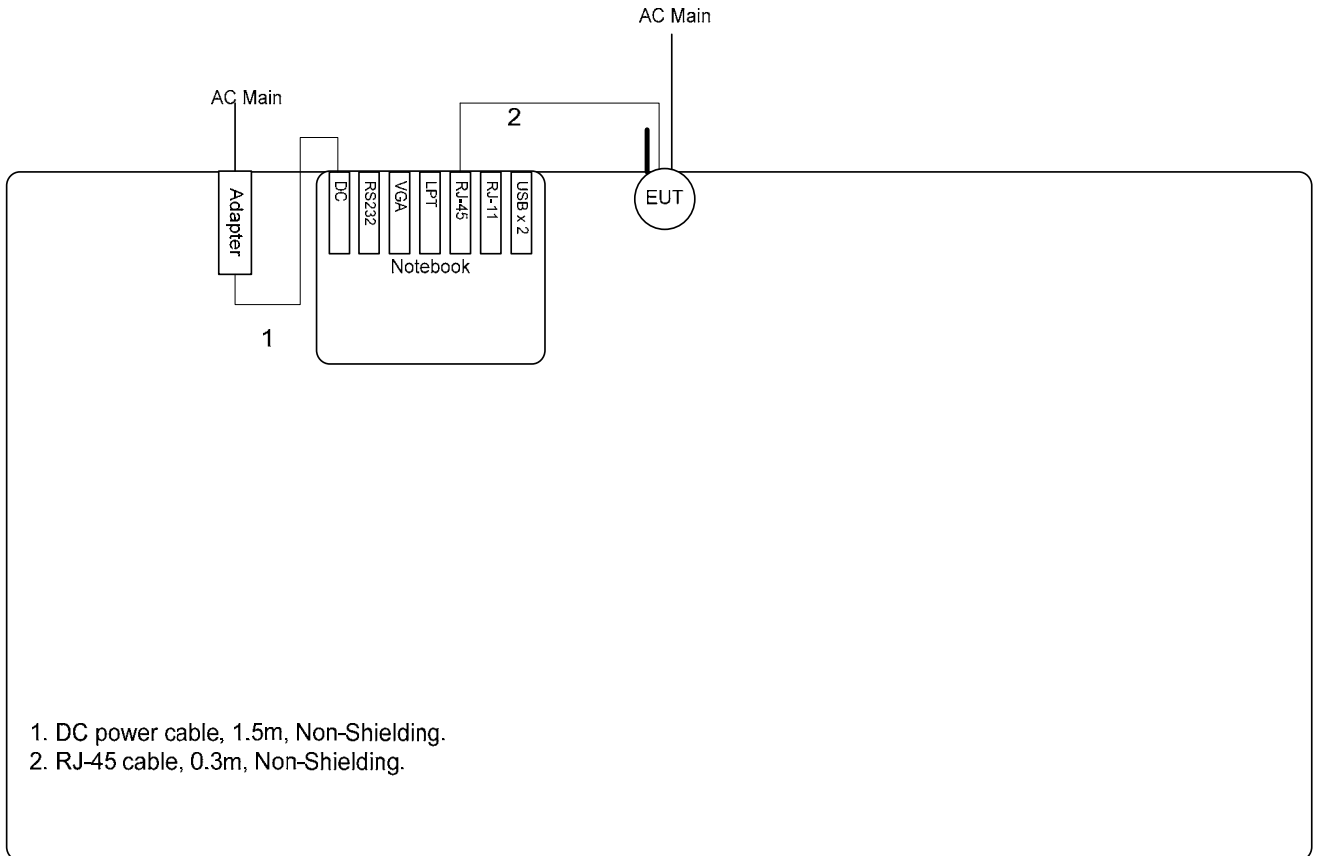 AC Main
AC Main
2
Adapter
DC
RS232
VGA
LPT
RJ-45
RJ-11
USB x 2
EUT
Notebook
1
1. DC power cable, 1.5m, Non-Shielding.
2. RJ-45 cable, 0.3m, Non-Shielding.